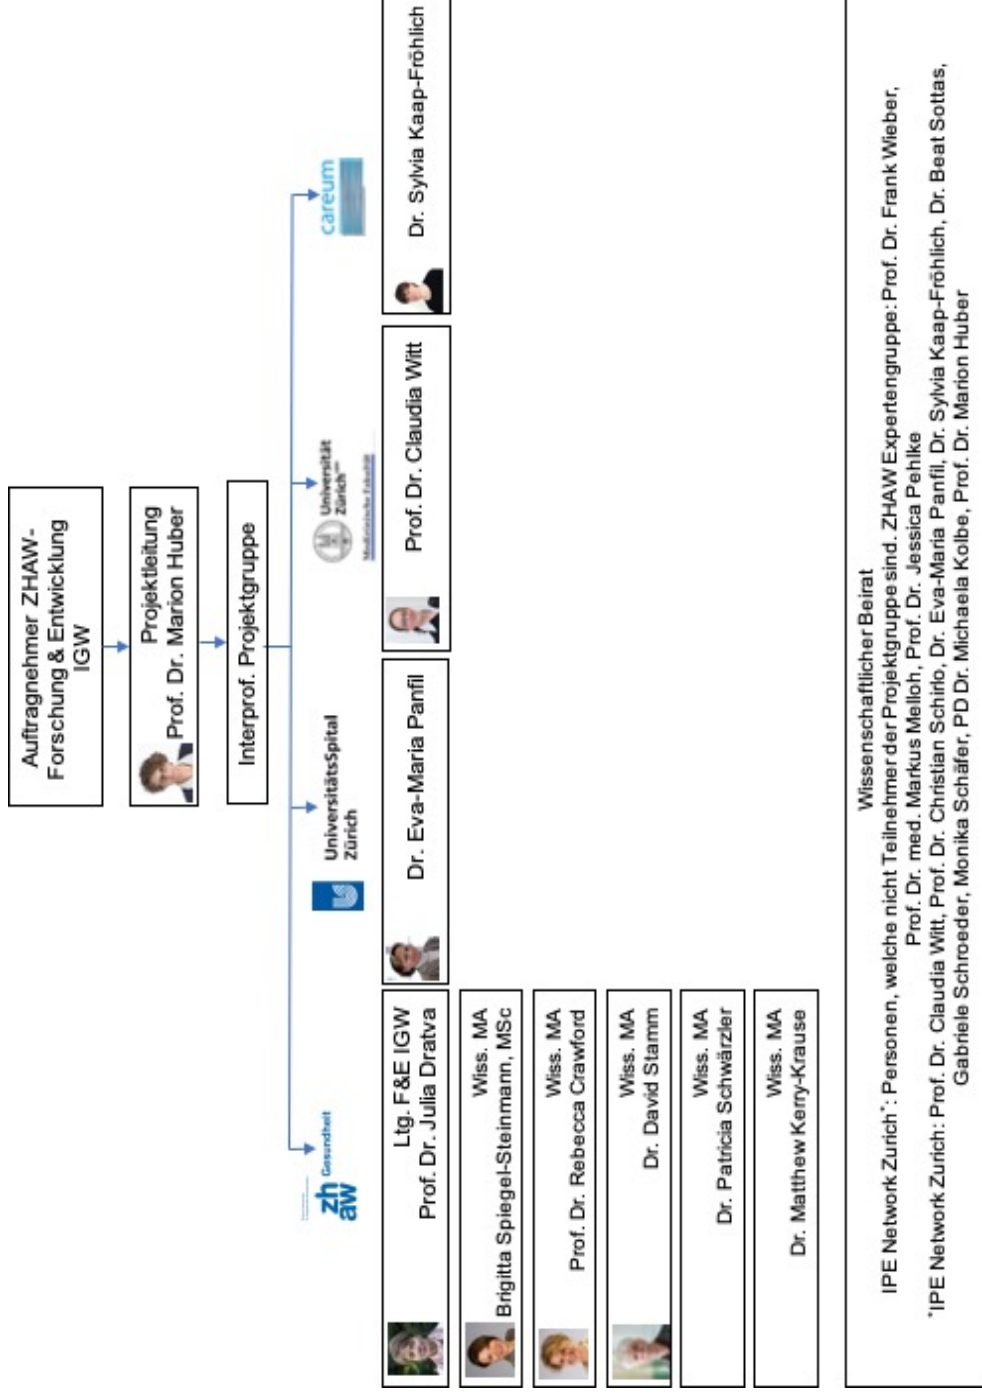 Auftragnehmer ZHAW-
Forschung & Entwicklung
IGW
Projektleitung
Prof. Dr. Marion Huber
Interprof. Projektgruppe
zh
aw
Gesundheit
UniversitätsSpital
Zürich
Universität
Zürich
Medizinische Fakultät
careum
Ltg. F&E IGW
Prof. Dr. Julia Dratva
Dr. Eva-Maria Panfil
Prof. Dr. Claudia Witt
Dr. Sylvia Kaap-Fröhlich
Wiss. MA
Brigitta Spiegel-Steinmann, MSc
Wiss. MA
Prof. Dr. Rebecca Crawford
Wiss. MA
Dr. David Stamm
Wiss. MA
Dr. Patricia Schwärzler
Wiss. MA
Dr. Matthew Kerry-Krause
Wissenschaftlicher Beirat
IPE Network Zurich*: Personen, welche nicht Teilnehmer der Projektgruppe sind. ZHAW Expertengruppe: Prof. Dr. Frank Wieber,
Prof. Dr. med. Markus Melloh, Prof. Dr. Jessica Pehlke
*IPE Network Zurich: Prof. Dr. Claudia Witt, Prof. Dr. Christian Schirlo, Dr. Eva-Maria Panfil, Dr. Sylvia Kaap-Fröhlich, Dr. Beat Sottas,
Gabriele Schroeder, Monika Schäfer, PD Dr. Michaela Kolbe, Prof. Dr. Marion Huber